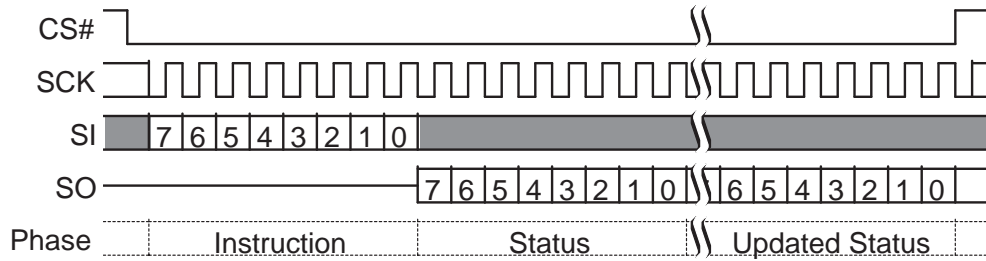 CS#
SCK
SI 7 6 5 4 3 2 1 0
SO 7 6 5 4 3 2 1 0 6 5 4 3 2 1 0
Phase Instruction Status Updated Status